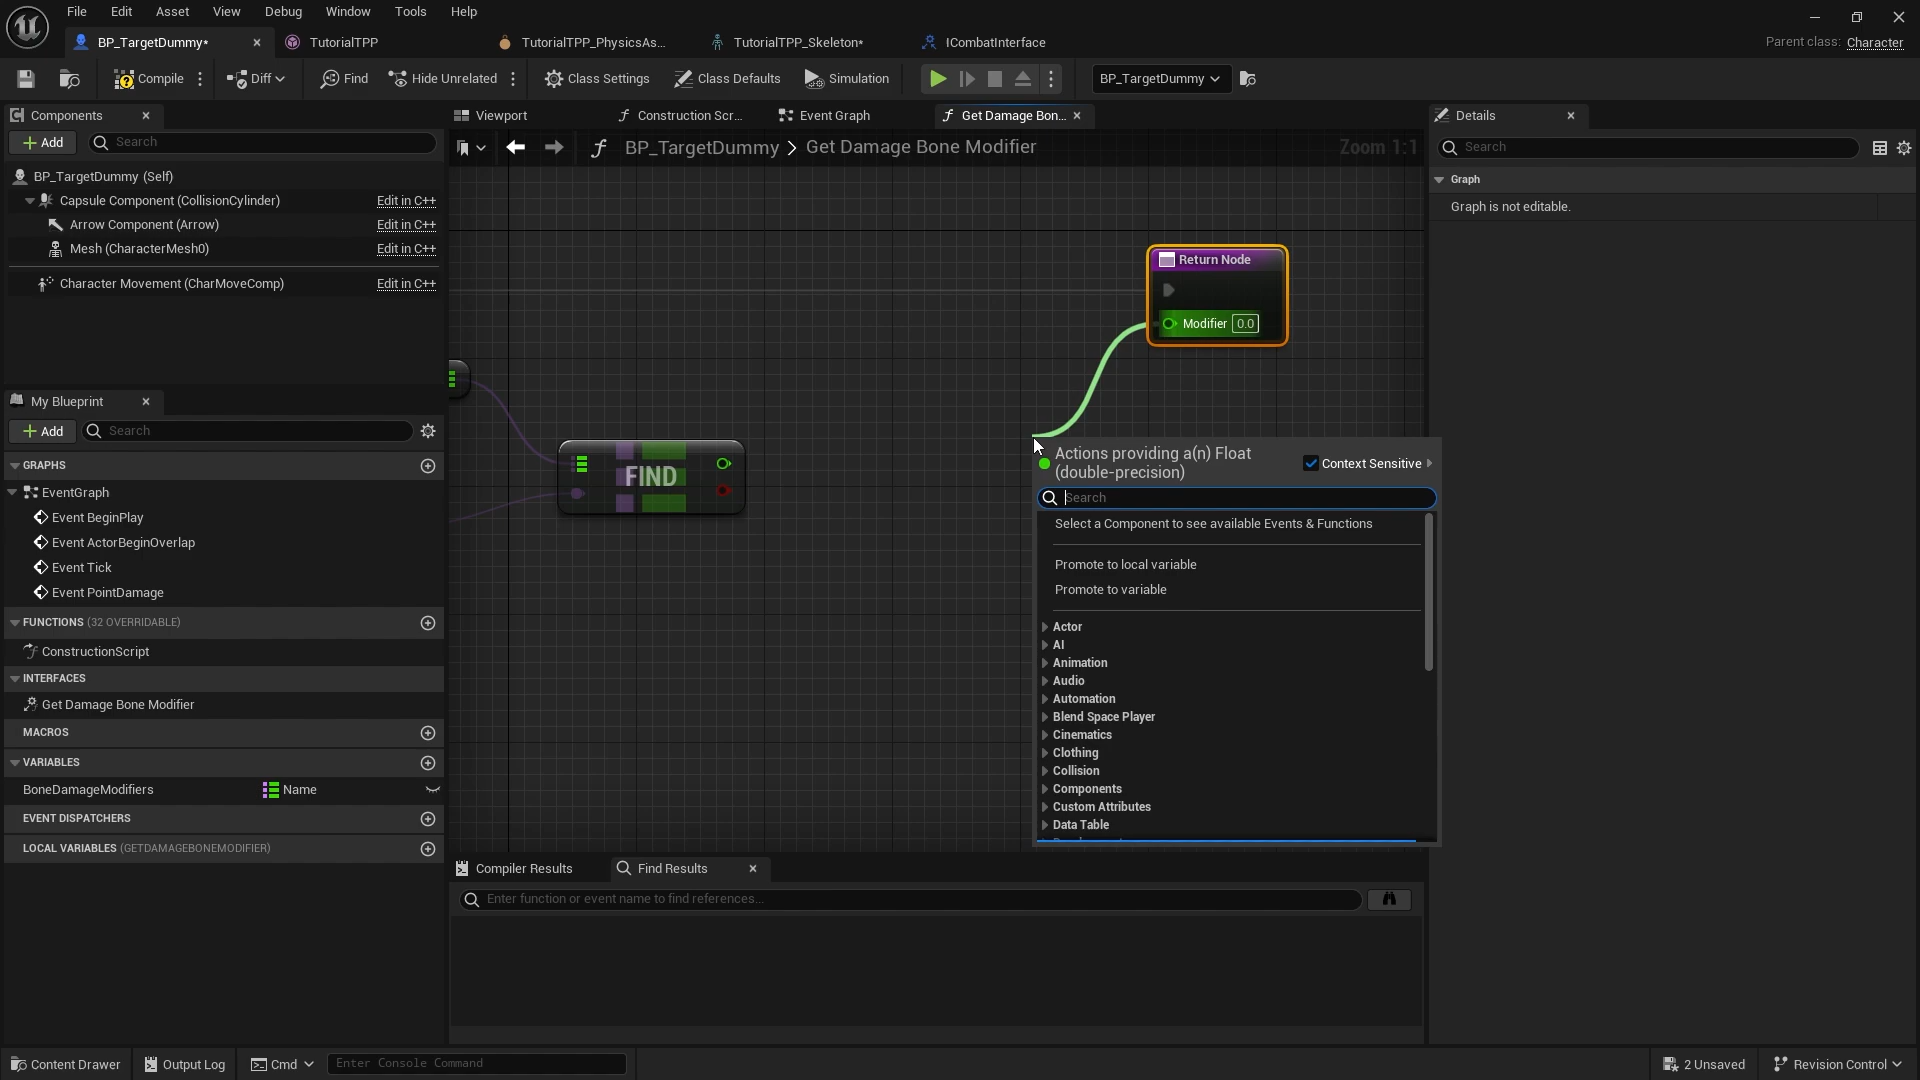 File Edit Asset View Debug Window Tools Help
BP_TargetDummy* TutorialTPP TutorialTPP_PhysicsAs... TutorialTPP_Skeleton* ICombatInterface Parent class: Character
Compile Diff Find Hide Unrelated Class Settings Class Defaults Simulation BP_TargetDummy
Components
Add Search
BP_TargetDummy (Self)
Capsule Component (CollisionCylinder) Edit in C++
Arrow Component (Arrow) Edit in C++
Mesh (CharacterMesh0) Edit in C++
Character Movement (CharMoveComp) Edit in C++
My Blueprint
Add Search
GRAPHS
EventGraph
Event BeginPlay
Event ActorBeginOverlap
Event Tick
Event PointDamage
FUNCTIONS (32 OVERRIDABLE)
ConstructionScript
INTERFACES
Get Damage Bone Modifier
MACROS
VARIABLES
BoneDamageModifiers Name
EVENT DISPATCHERS
LOCAL VARIABLES (GETDAMAGEBONEMODIFIER)
Viewport Construction Scr... Event Graph Get Damage Bon...
BP_TargetDummy > Get Damage Bone Modifier Zoom 1:1
Return Node
Modifier 0.0
FIND
Actions providing a(n) Float
(double-precision)
Context Sensitive
Search
Select a Component to see available Events & Functions
Promote to local variable
Promote to variable
Actor
AI
Animation
Audio
Automation
Blend Space Player
Cinematics
Clothing
Collision
Components
Custom Attributes
Data Table
Compiler Results Find Results
Enter function or event name to find references...
Details
Search
Graph
Graph is not editable.
Content Drawer Output Log Cmd Enter Console Command 2 Unsaved Revision Control